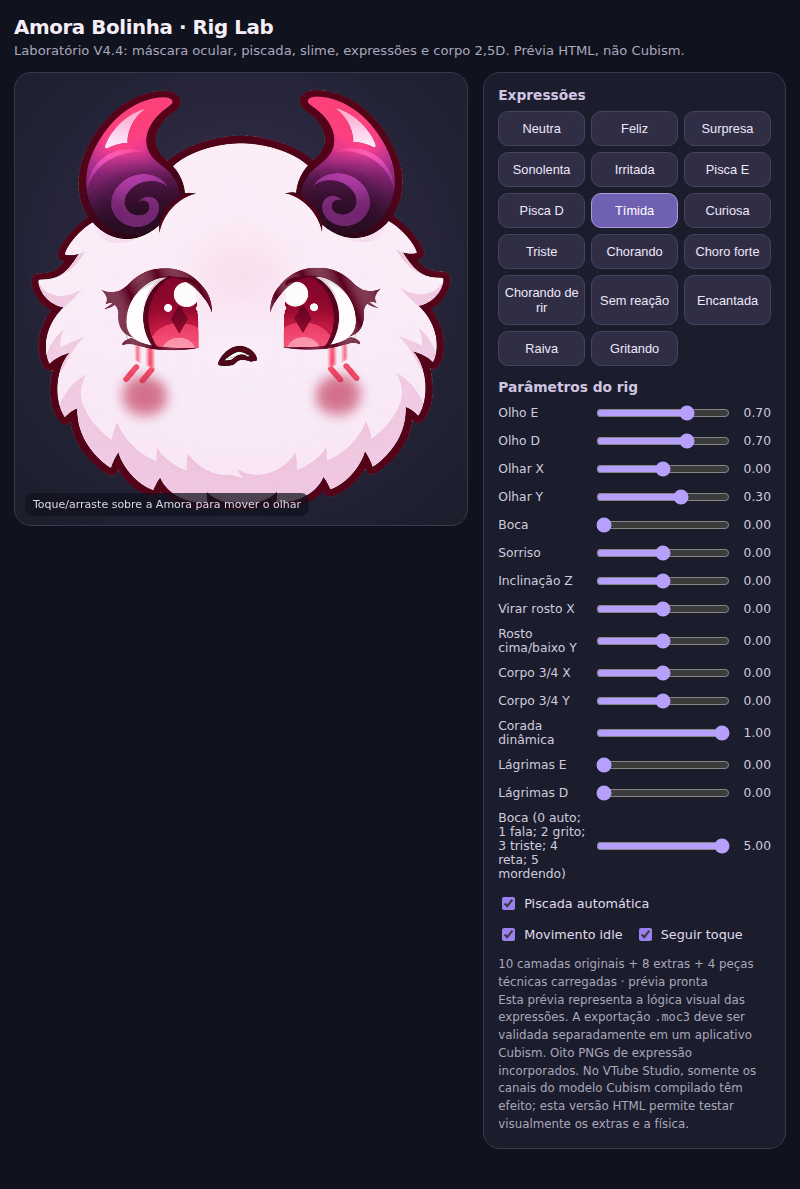 Amora Bolinha · Rig Lab
Laboratório V4.4: máscara ocular, piscada, slime, expressões e corpo 2,5D. Prévia HTML, não Cubism.
Toque/arraste sobre a Amora para mover o olhar
Expressões
Neutra
Feliz
Surpresa
Sonolenta
Irritada
Pisca E
Pisca D
Tímida
Curiosa
Triste
Chorando
Choro forte
Chorando de
rir
Sem reação
Encantada
Raiva
Gritando
Parâmetros do rig
Olho E 0.70
Olho D 0.70
Olhar X 0.00
Olhar Y 0.30
Boca 0.00
Sorriso 0.00
Inclinação Z 0.00
Virar rosto X 0.00
Rosto
cima/baixo Y 0.00
Corpo 3/4 X 0.00
Corpo 3/4 Y 0.00
Corada
dinâmica 1.00
Lágrimas E 0.00
Lágrimas D 0.00
Boca (0 auto;
1 fala; 2 grito;
3 triste; 4
reta; 5
mordendo) 5.00
Piscada automática
Movimento idle
Seguir toque
10 camadas originais + 8 extras + 4 peças
técnicas carregadas · prévia pronta
Esta prévia representa a lógica visual das
expressões. A exportação .moc3 deve ser
validada separadamente em um aplicativo
Cubism. Oito PNGs de expressão
incorporados. No VTube Studio, somente os
canais do modelo Cubism compilado têm
efeito; esta versão HTML permite testar
visualmente os extras e a física.